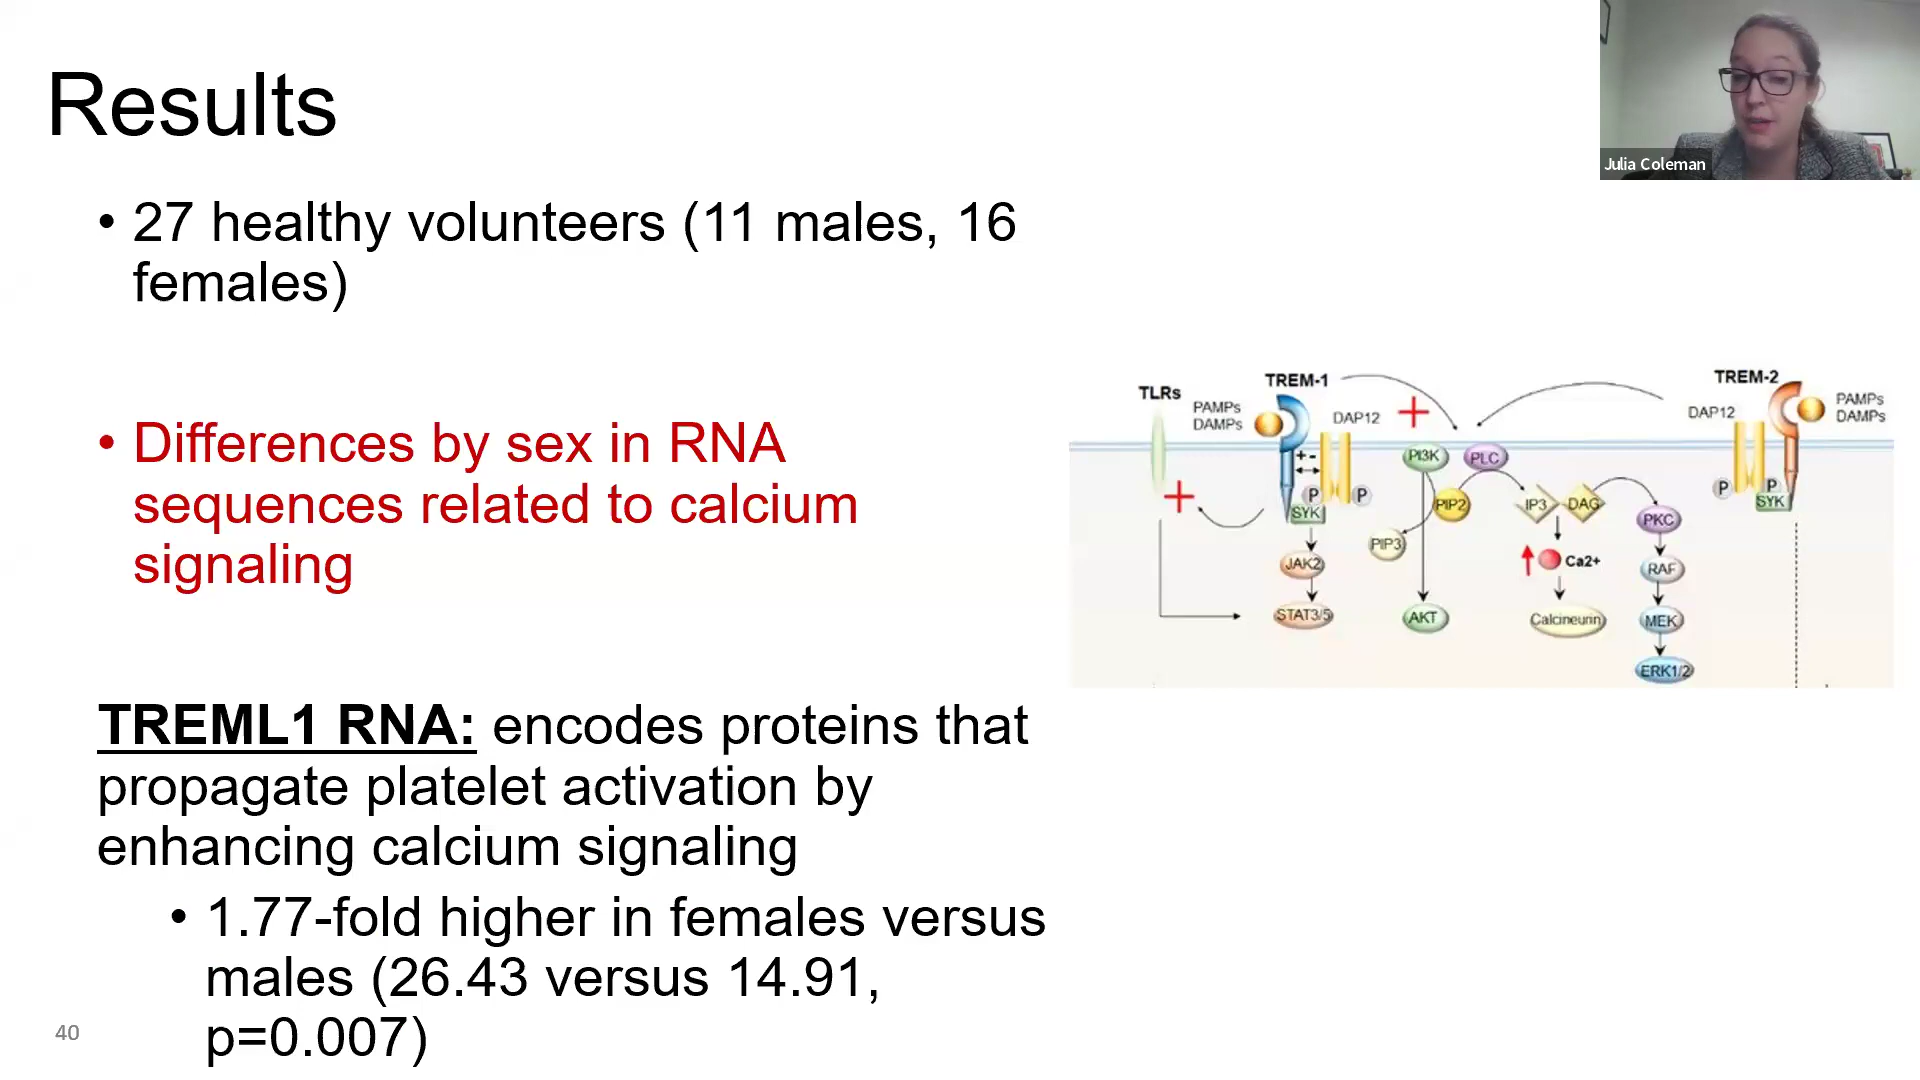 Results
• 27 healthy volunteers (11 males, 16
females)
• Differences by sex in RNA
sequences related to calcium
signaling
TREML1 RNA: encodes proteins that
propagate platelet activation by
enhancing calcium signaling
• 1.77-fold higher in females versus
males (26.43 versus 14.91,
p=0.007)
40
Julia Coleman
TLRs
TREM-1
TREM-2
PAMPs
DAMPs
DAP12
DAP12
PAMPs
DAMPs
+ -
PI3K
PLC
P
P
SYK
PIP2
IP3
DAG
PKC
P
P
SYK
PIP3
JAK2
Ca2+
RAF
STAT3/5
AKT
Calcineurin
MEK
ERK1/2